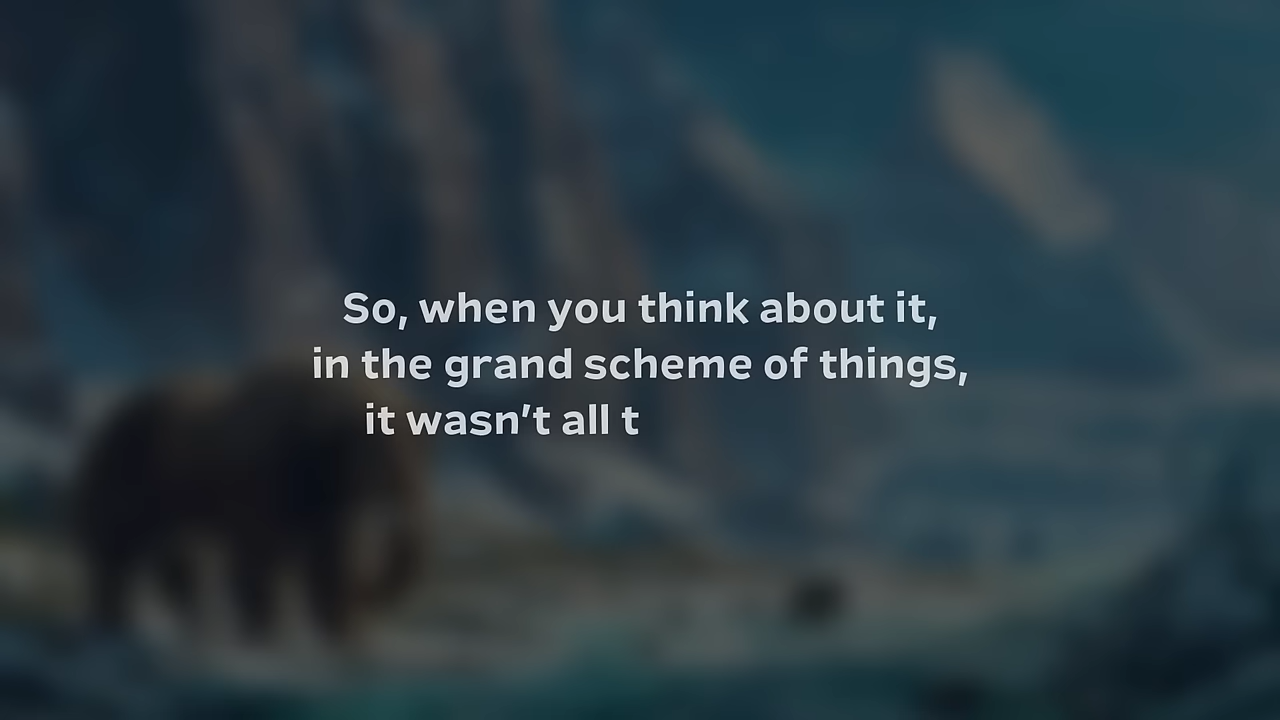 So, when you think about it,
in the grand scheme of things,
it wasn’t all t